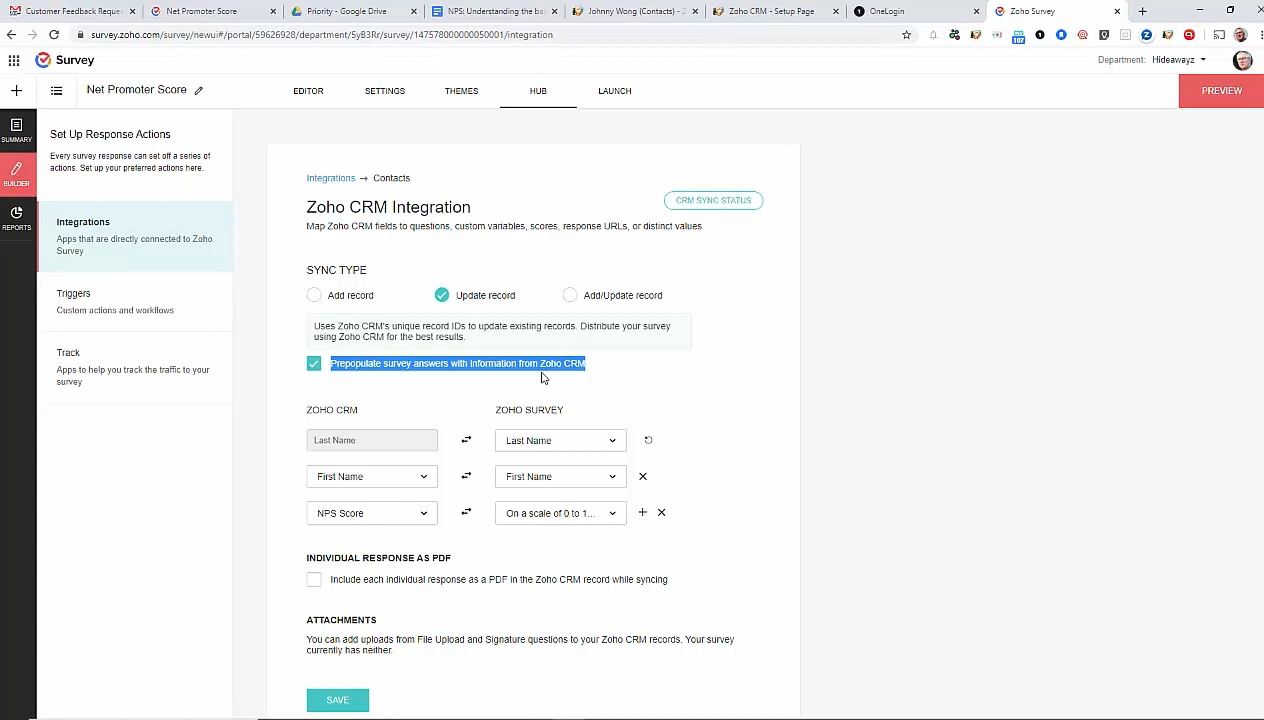 Customer Feedback Reques
Net Promoter Score
Priority - Google Drive
NPS: Understanding the ba
Johnny Wong (Contacts) - Z
Zoho CRM - Setup Page
OneLogin
Zoho Survey
survey.zoho.com/survey/newui#/portal/59626928/department/5yB3Rr/survey/147578000000050001/integration
Survey
Department: Hideawayz
Net Promoter Score
EDITOR
SETTINGS
THEMES
HUB
LAUNCH
PREVIEW
SUMMARY
BUILDER
REPORTS
Set Up Response Actions
Every survey response can set off a series of
actions. Set up your preferred actions here.
Integrations
Apps that are directly connected to Zoho
Survey
Triggers
Custom actions and workflows
Track
Apps to help you track the traffic to your
survey
Integrations → Contacts
Zoho CRM Integration
CRM SYNC STATUS
Map Zoho CRM fields to questions, custom variables, scores, response URLs, or distinct values
SYNC TYPE
Add record
Update record
Add/Update record
Uses Zoho CRM's unique record IDs to update existing records. Distribute your survey
using Zoho CRM for the best results.
Prepopulate survey answers with information from Zoho CRM
ZOHO CRM
ZOHO SURVEY
Last Name
Last Name
First Name
First Name
NPS Score
On a scale of 0 to 1...
INDIVIDUAL RESPONSE AS PDF
Include each individual response as a PDF in the Zoho CRM record while syncing
ATTACHMENTS
You can add uploads from File Upload and Signature questions to your Zoho CRM records. Your survey
currently has neither.
SAVE